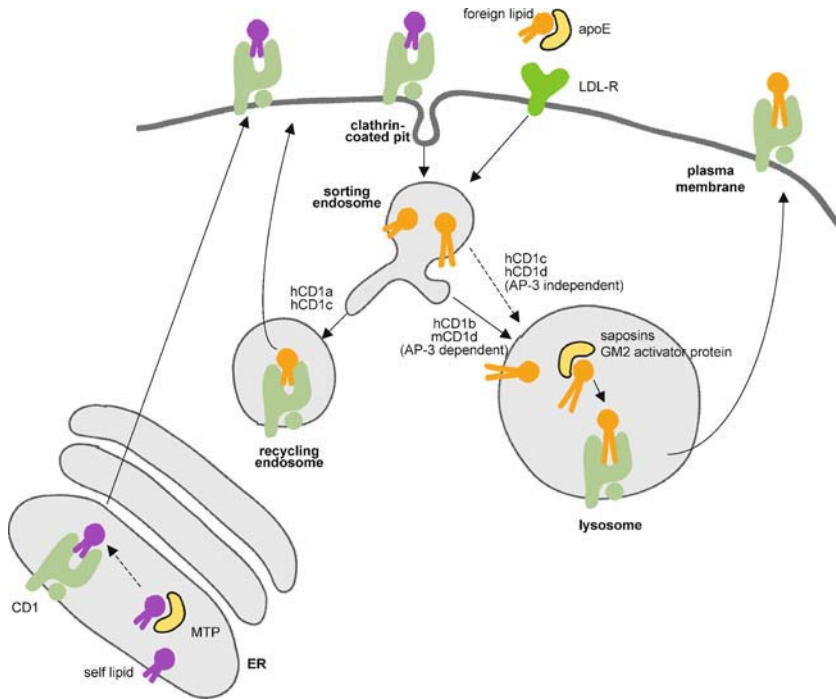 foreign lipid
apoE
LDL-R
clathrin-
coated pit
plasma
membrane
sorting
endosome
hCD1c
hCD1d
(AP-3 independent)
hCD1a
hCD1c
hCD1b
mCD1d
(AP-3 dependent)
saposins
GM2 activator protein
recycling
endosome
lysosome
CD1
MTP
self lipid
ER